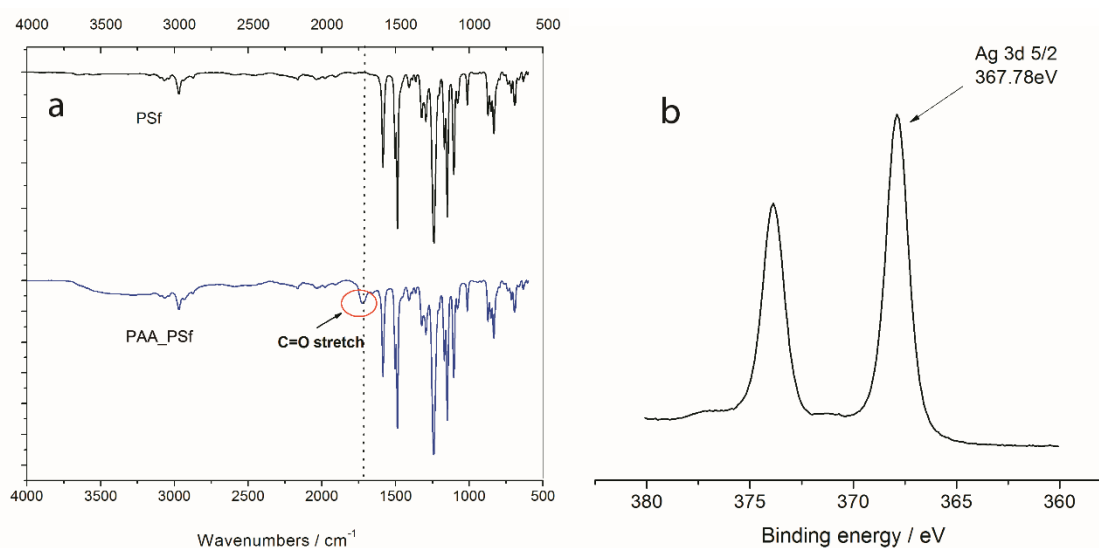 4000 3500 3000 2500 2000 1500 1000 500
a
PSf
PAA_PSf
C=O stretch
4000 3500 3000 2500 2000 1500 1000 500
Wavenumbers / cm⁻¹
b
Ag 3d 5/2
367.78eV
380 375 370 365 360
Binding energy / eV